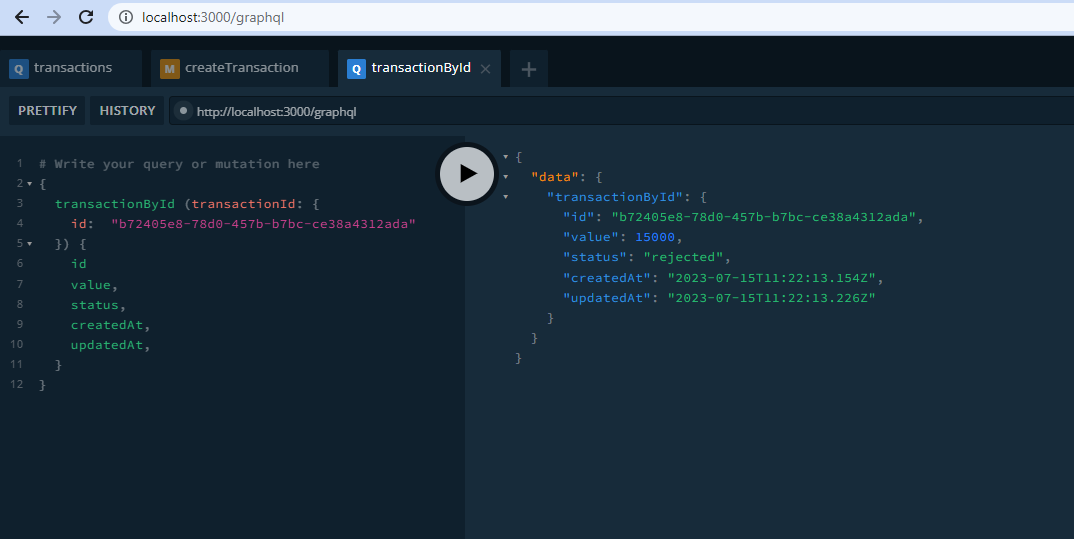 localhost:3000/graphql
Q transactions
M createTransaction
Q transactionById
PRETTIFY HISTORY http://localhost:3000/graphql
1 # Write your query or mutation here
2 {
3 transactionById (transactionId: {
4 id: "b72405e8-78d0-457b-b7bc-ce38a4312ada"
5 }) {
6 id
7 value,
8 status,
9 createdAt,
10 updatedAt,
11 }
12 }
{
"data": {
"transactionById": {
"id": "b72405e8-78d0-457b-b7bc-ce38a4312ada",
"value": 15000,
"status": "rejected",
"createdAt": "2023-07-15T11:22:13.154Z",
"updatedAt": "2023-07-15T11:22:13.226Z"
}
}
}